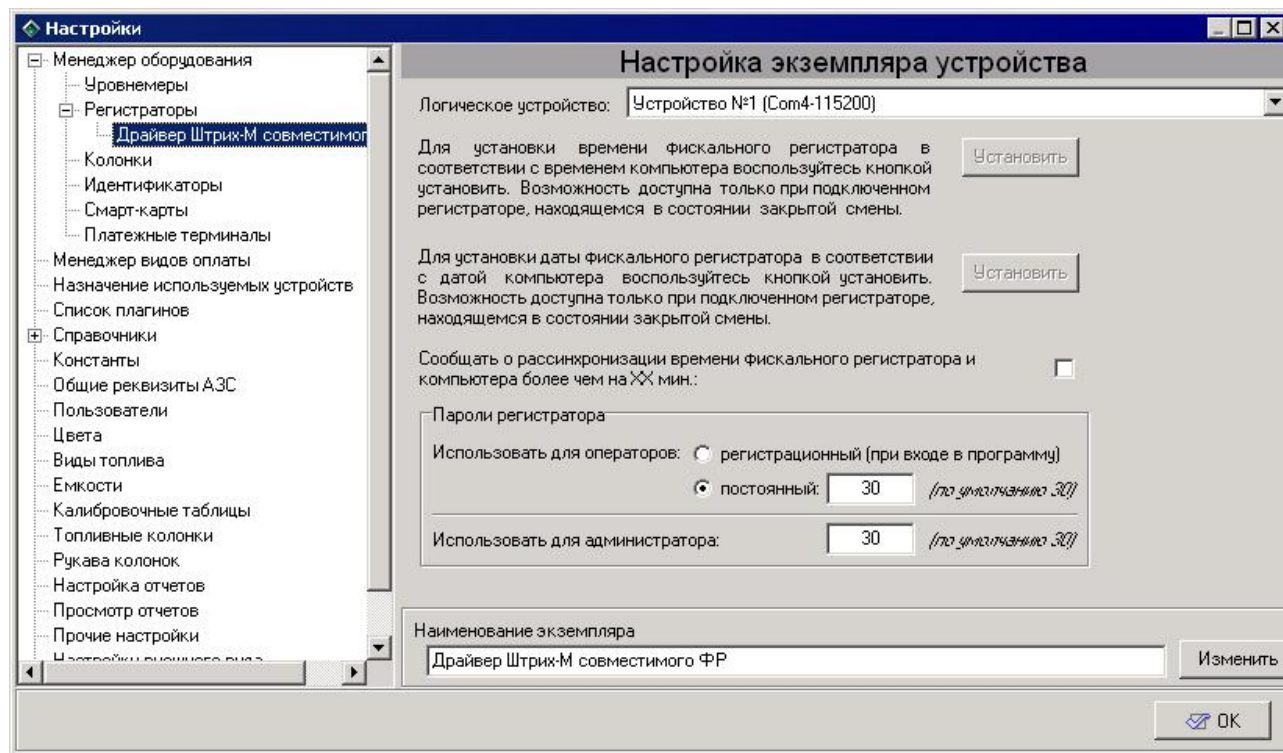 Настройки
Менеджер оборудования
Уровнемеры
Регистраторы
Драйвер Штрих-М совместимог
Колонки
Идентификаторы
Смарт-карты
Платежные терминалы
Менеджер видов оплаты
Назначение используемых устройств
Список плагинов
Справочники
Константы
Общие реквизиты АЗС
Пользователи
Цвета
Виды топлива
Емкости
Калибровочные таблицы
Топливные колонки
Рукава колонок
Настройка отчетов
Просмотр отчетов
Прочие настройки
Настройки внешнего вида
Настройка экземпляра устройства
Логическое устройство: Устройство №1 (Com4-115200)
Для установки времени фискального регистратора в
соответствии с временем компьютера воспользуйтесь кнопкой
установить. Возможность доступна только при подключенном
регистраторе, находящемся в состоянии закрытой смены.
Установить
Для установки даты фискального регистратора в соответствии
с датой компьютера воспользуйтесь кнопкой установить.
Возможность доступна только при подключенном регистраторе,
находящемся в состоянии закрытой смены.
Установить
Сообщать о рассинхронизации времени фискального регистратора и
компьютера более чем на XX мин.:
Пароли регистратора
Использовать для операторов: регистрационный (при входе в программу)
постоянный: 30 (по умолчанию 30)
Использовать для администратора: 30 (по умолчанию 30)
Наименование экземпляра
Драйвер Штрих-М совместимого ФР Изменить
OK